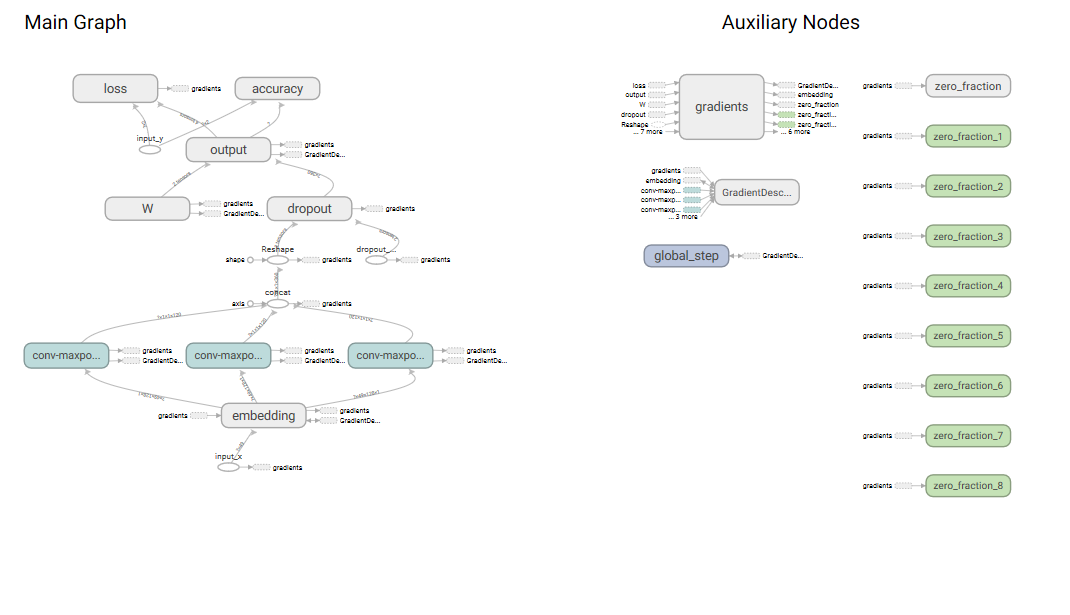 Main Graph
Auxiliary Nodes
loss
gradients
accuracy
input_y
output
gradients
GradientDe...
W
gradients
GradientDe...
dropout
gradients
Reshape
shape
gradients
dropout_...
gradients
concat
axis
gradients
conv-maxpo...
gradients
GradientDe...
conv-maxpo...
gradients
GradientDe...
conv-maxpo...
gradients
GradientDe...
gradients
embedding
gradients
GradientDe...
input_x
gradients
loss
output
W
dropout
Reshape
... 7 more
gradients
GradientDe...
embedding
zero_fraction
zero_fracti...
zero_fracti...
... 6 more
gradients
embedding
conv-maxp...
conv-maxp...
conv-maxp...
... 3 more
GradientDesc...
global_step
GradientDe...
gradients
zero_fraction
gradients
zero_fraction_1
gradients
zero_fraction_2
gradients
zero_fraction_3
gradients
zero_fraction_4
gradients
zero_fraction_5
gradients
zero_fraction_6
gradients
zero_fraction_7
gradients
zero_fraction_8